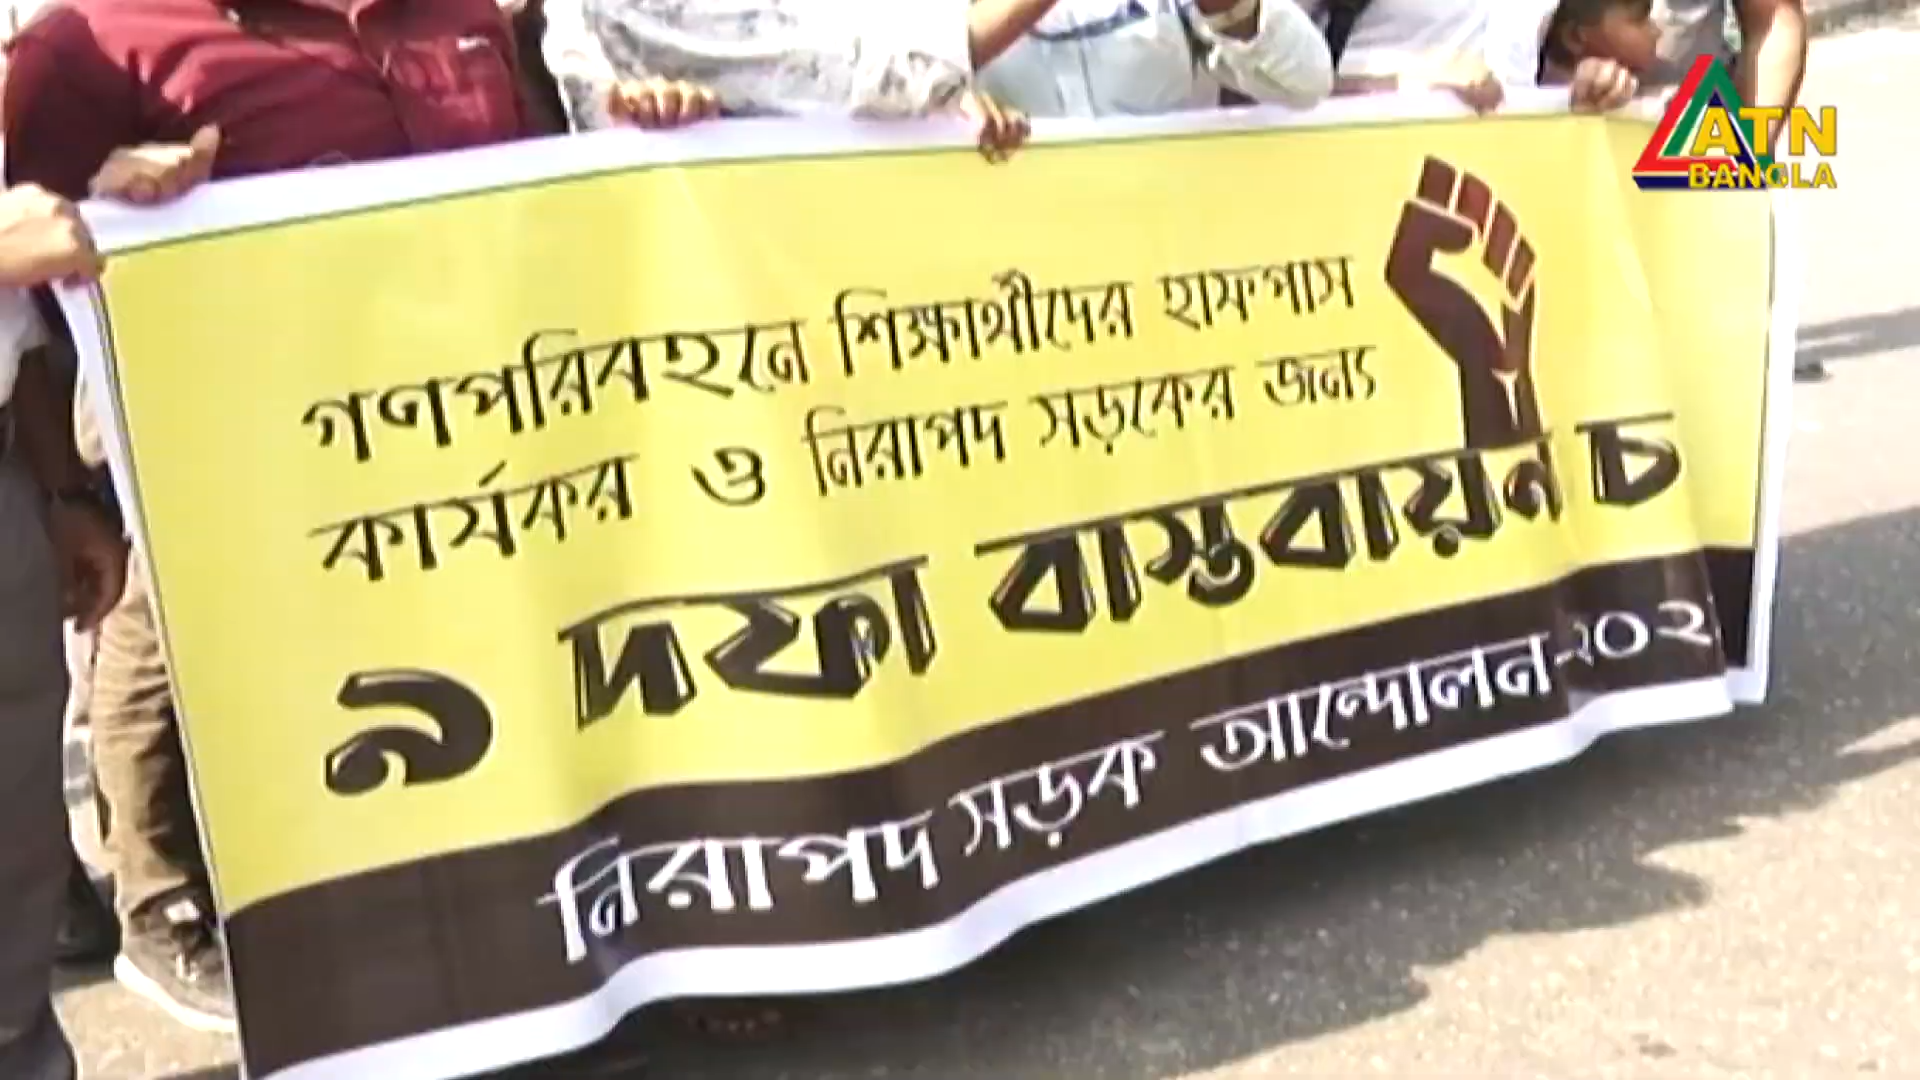 গণপরিবহনে শিক্ষার্থীদের হাফপাস
কার্যকর ও নিরাপদ সড়কের জন্য
৯ দফা বাস্তবায়ন চ
নিরাপদ সড়ক আন্দোলন-২০২
ATN
BANGLA